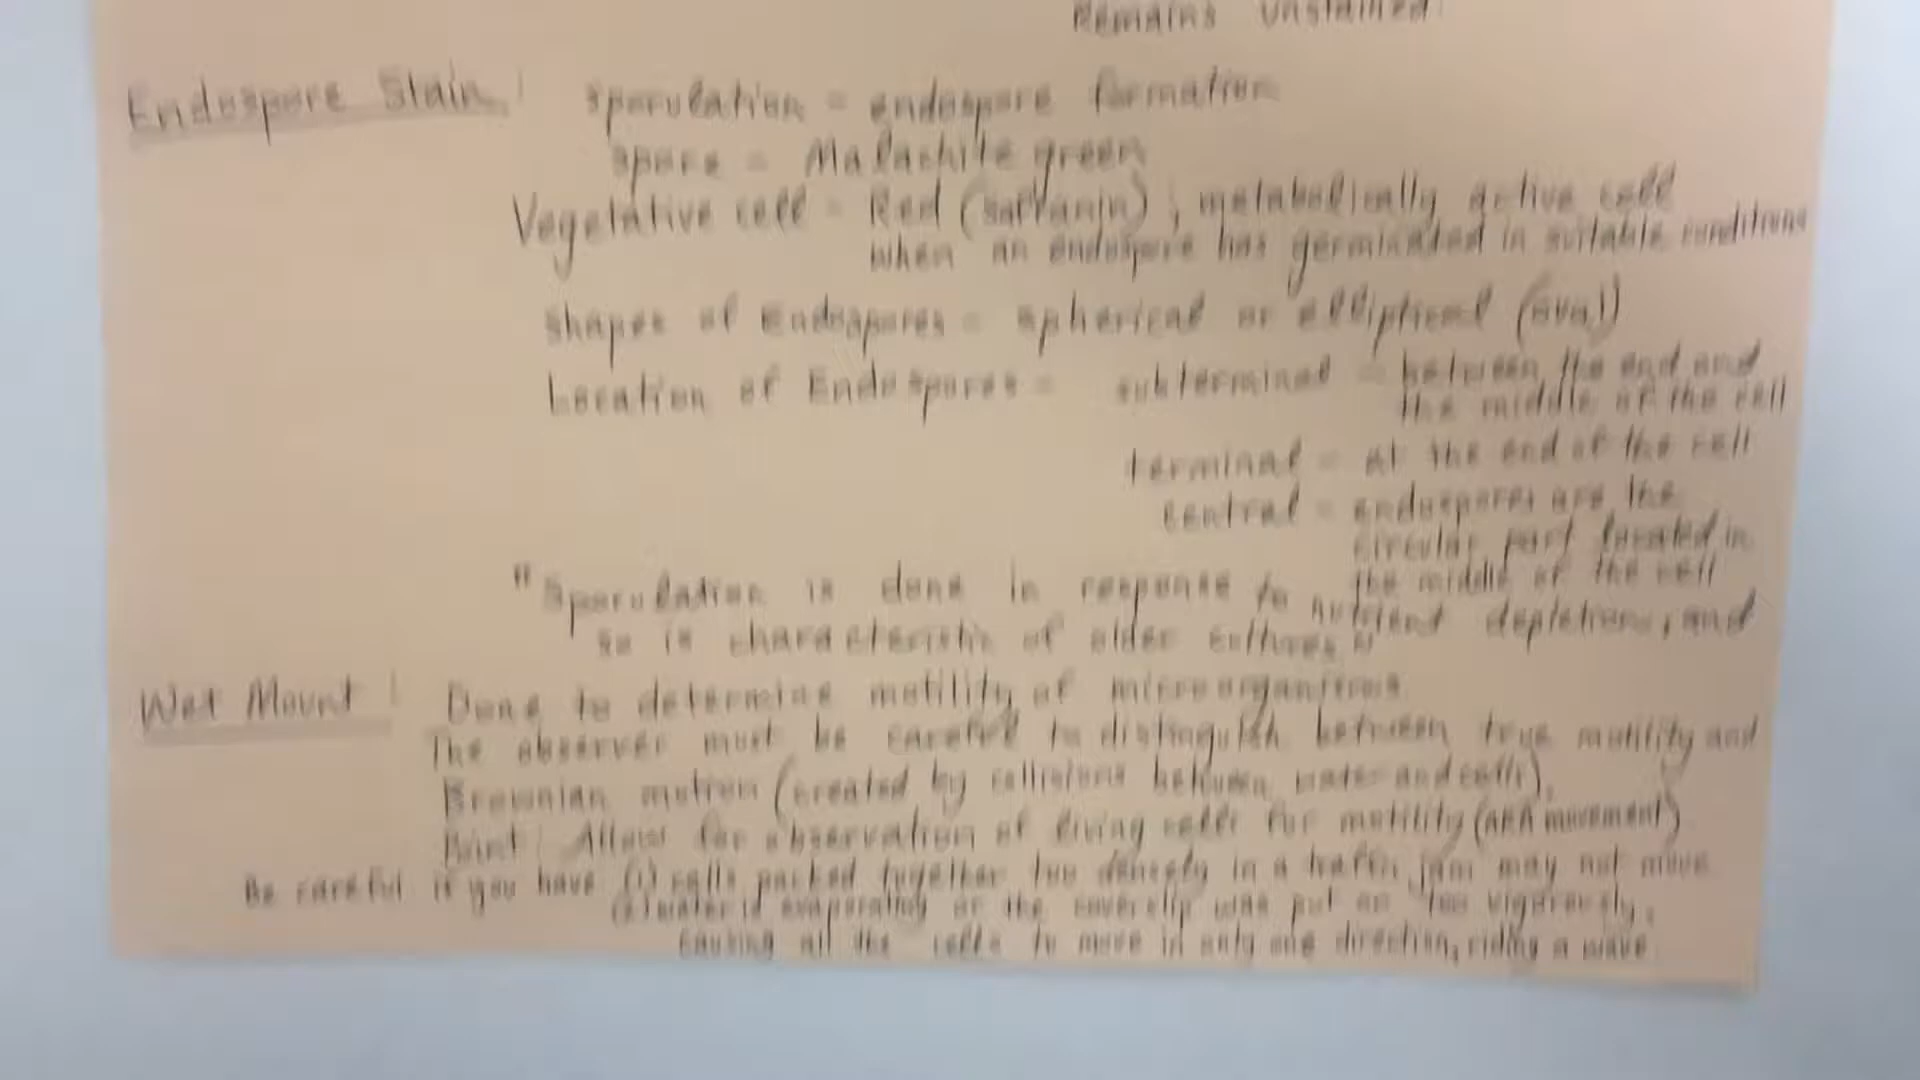 Remains unstained.
Endospore Stain: sporulation = endospore formation
spore = Malachite green
Vegetative cell = Red (safranin); metabolically active cell
when an endospore has germinated in suitable conditions
Shapes of Endospores = spherical or elliptical (oval)
Location of Endospores = subterminal = between the end and
the middle of the cell
terminal = at the end of the cell
central = endospores are the
circular part located in
the middle of the cell
"Sporulation is done in response to nutrient depletion, and
so is characteristic of older cultures."
Wet Mount: Done to determine motility of microorganisms.
The observer must be careful to distinguish between true motility and
Brownian motion (created by collisions between water and cells).
Point: Allows for observation of living cells for motility (AKA movement)
Be careful if you have (1) cells packed together too densely in a traffic jam may not move
(2) water is evaporating or the coverslip was put on too vigorously,
causing all the cells to move in only one direction, riding a wave